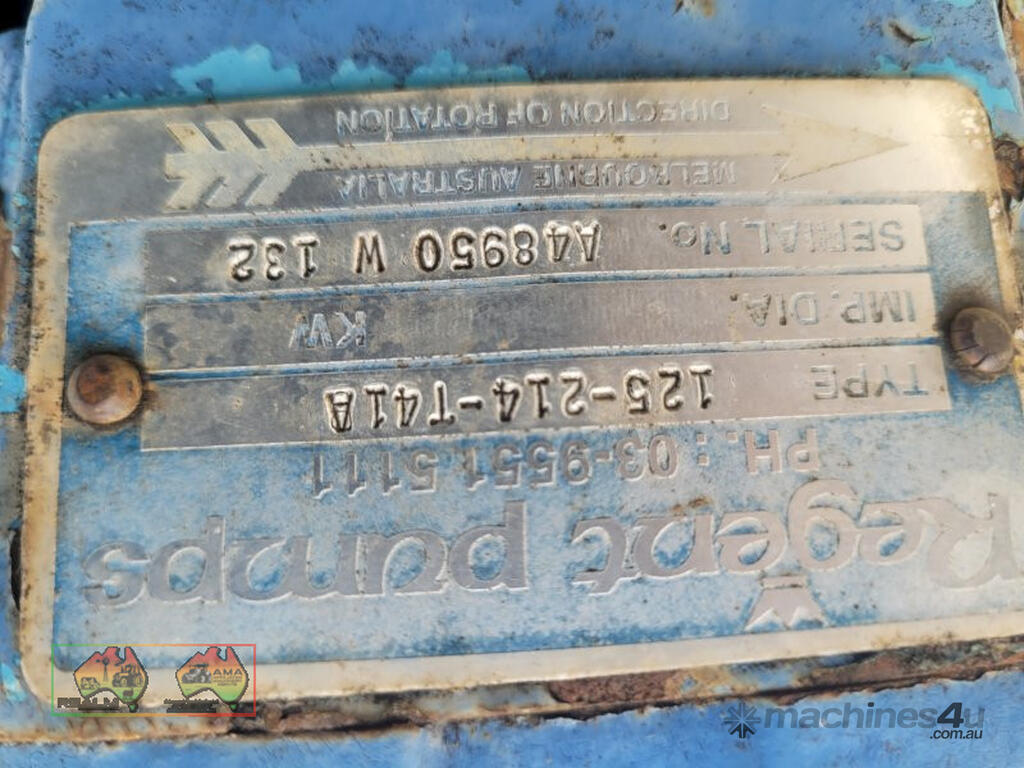 Regent pumps
PH.: 03-9551 5111
TYPE 125-214-T41A
IMP. DIA. KW
SERIAL No. A48950 W 132
MELBOURNE AUSTRALIA
DIRECTION OF ROTATION
AMA
machines4u
.com.au